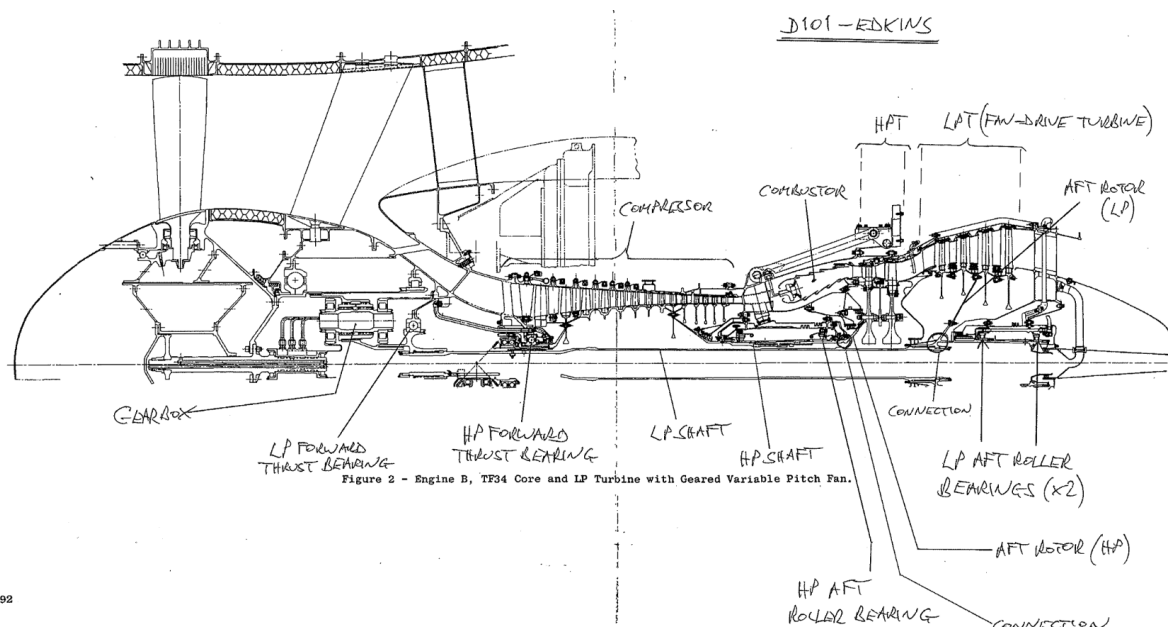 D101-EDKINS
HPT
LPT (FAN-DRIVE TURBINE)
COMPRESSOR
COMBUSTOR
AFT ROTOR
(LP)
GEARBOX
LP FORWARD
THRUST BEARING
HP FORWARD
THRUST BEARING
LP SHAFT
HP SHAFT
CONNECTION
LP AFT ROLLER
BEARINGS (x2)
Figure 2 - Engine B, TF34 Core and LP Turbine with Geared Variable Pitch Fan.
AFT ROTOR (HP)
HP AFT
ROLLER BEARING
CONNECTION
92